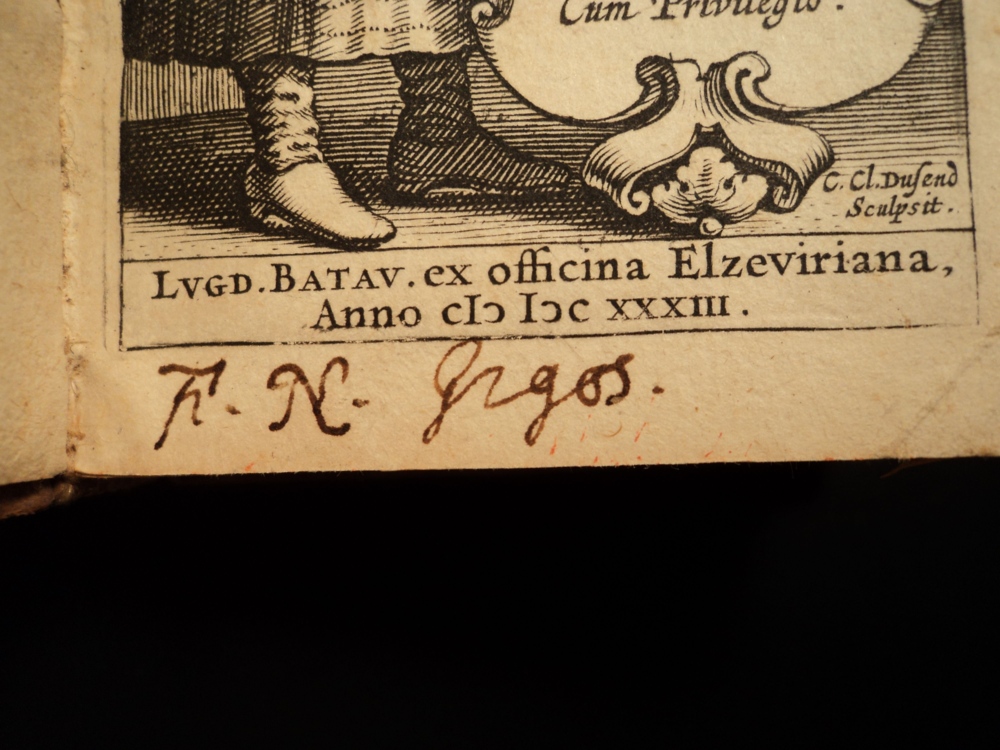 Cum Privilegio.
C. Cl. Dusend
Sculpsit.
LVGD. BATAV. ex officina Elzeviriana,
Anno cIↄ Iↄc XXXIII.
F. N.